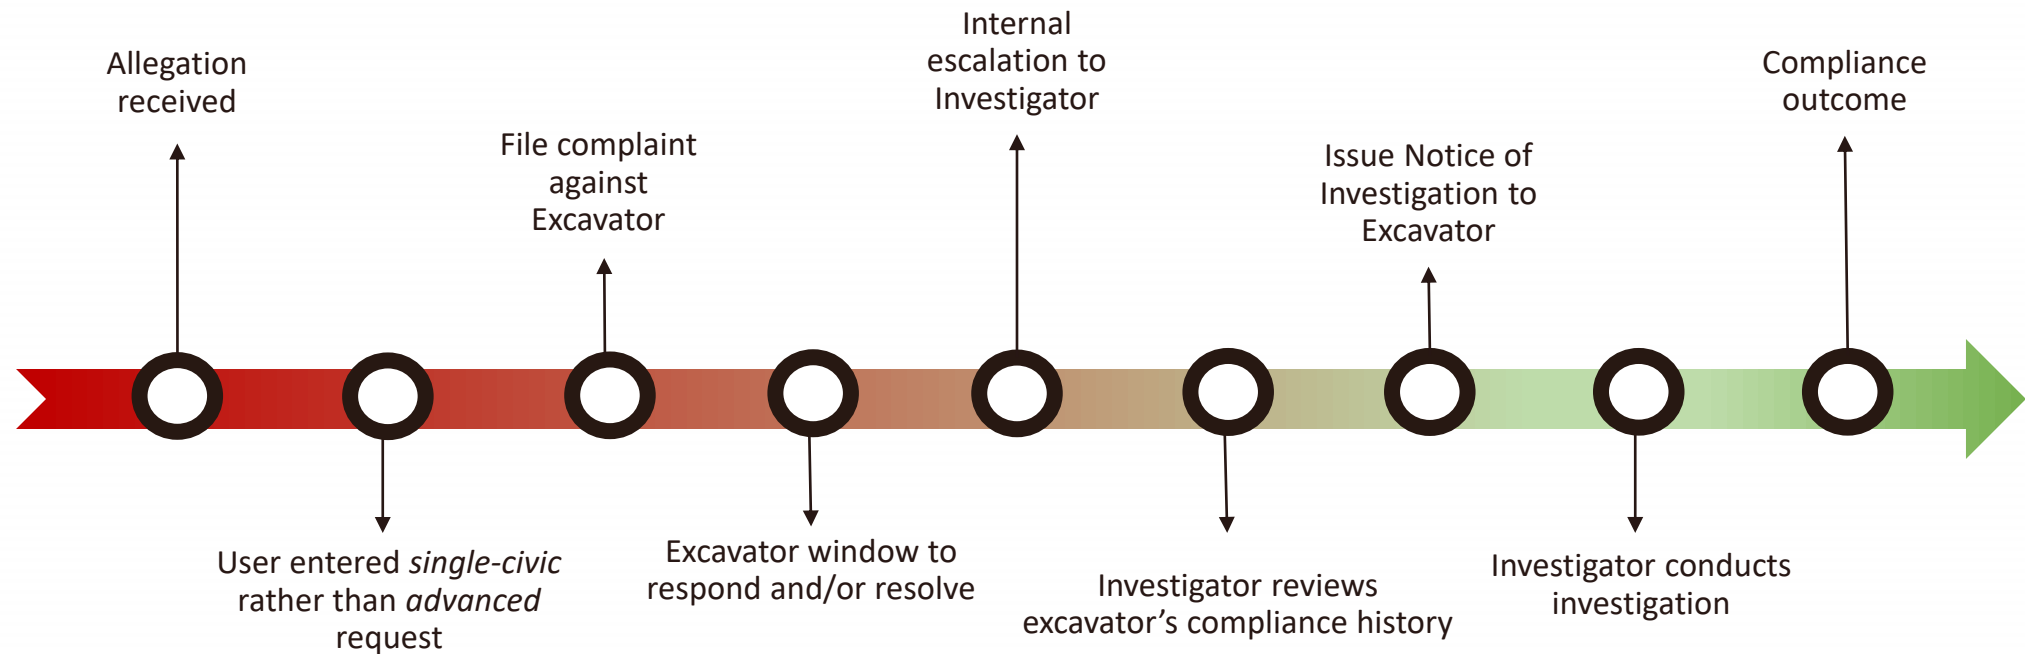 Allegation
received
User entered single-civic
rather than advanced
request
File complaint
against
Excavator
Excavator window to
respond and/or resolve
Internal
escalation to
Investigator
Investigator reviews
excavator’s compliance history
Issue Notice of
Investigation to
Excavator
Investigator conducts
investigation
Compliance
outcome